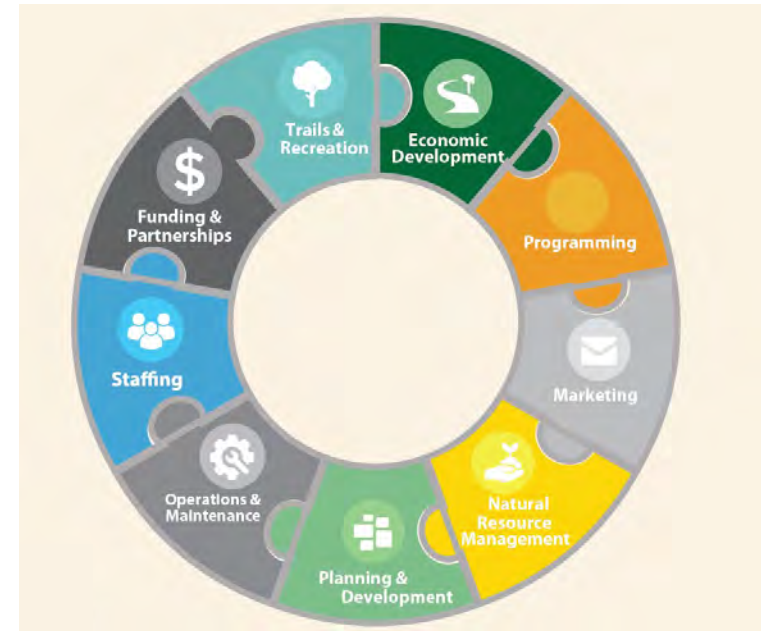 Trails &
Recreation
Economic
Development
Programming
Marketing
Natural
Resource
Management
Planning &
Development
Operations &
Maintenance
Staffing
Funding &
Partnerships
$